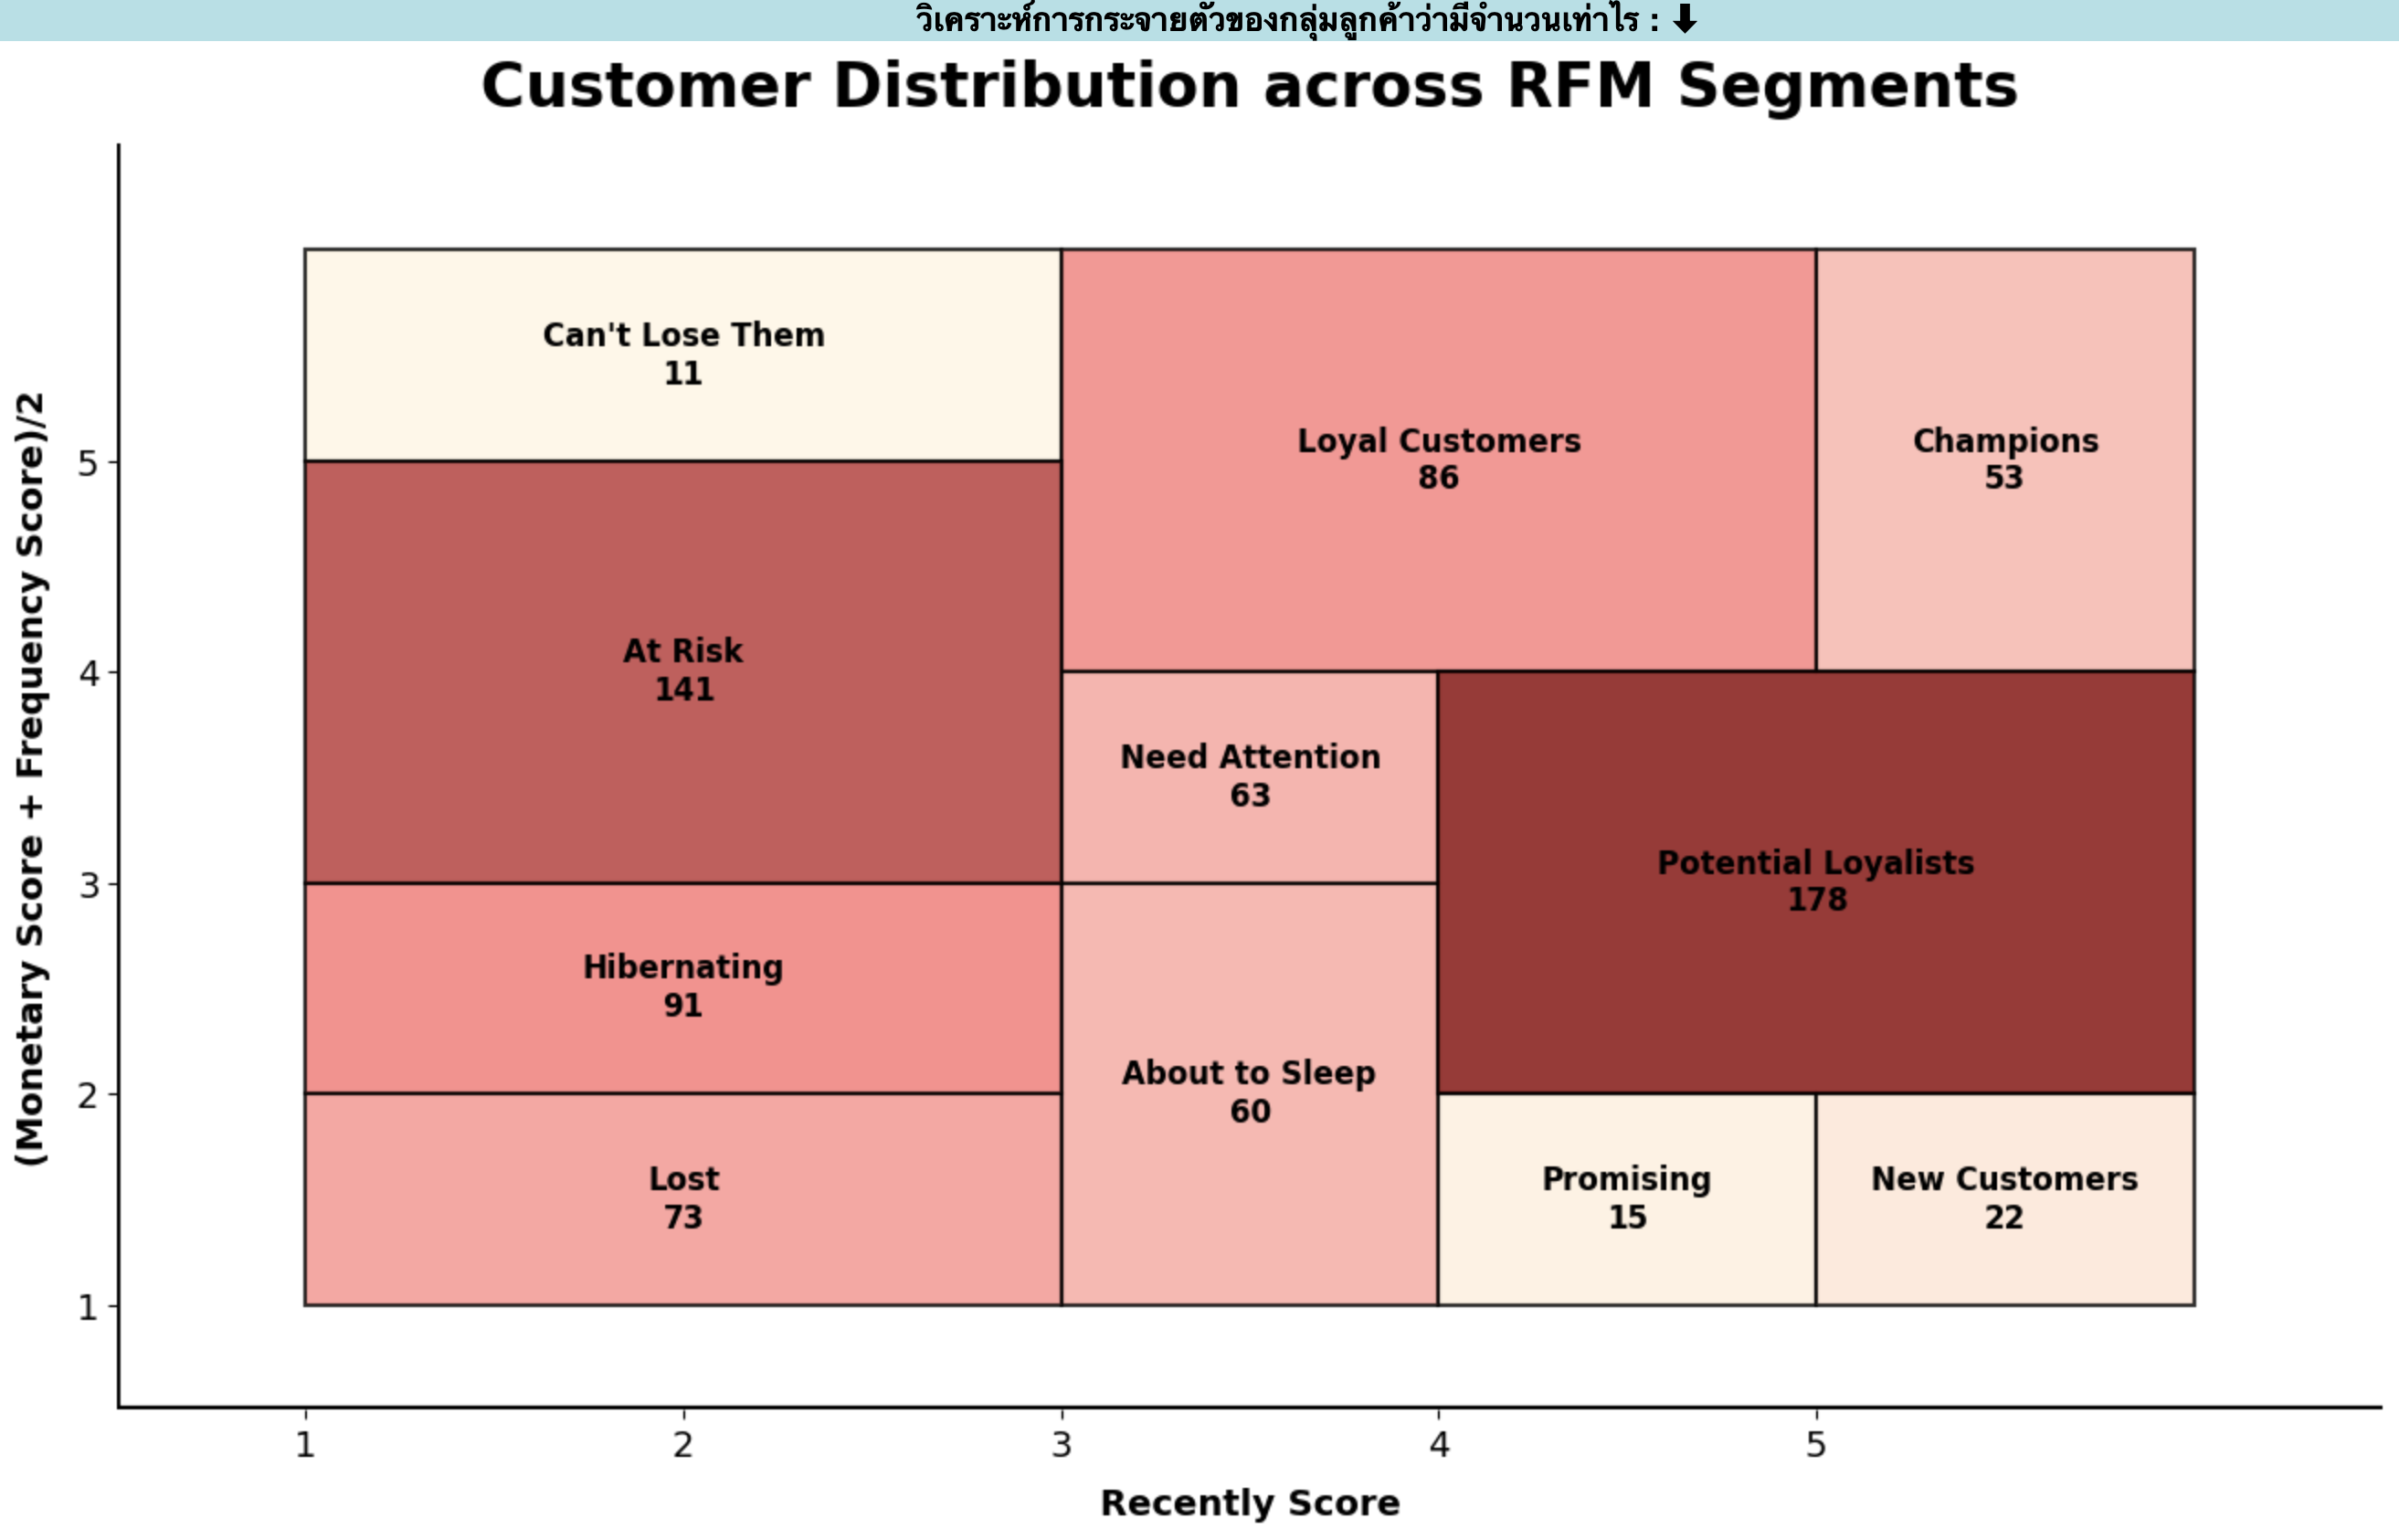 วิเคราะห์การกระจายตัวของกลุ่มลูกค้าว่ามีจำนวนเท่าไร : ⬇
Customer Distribution across RFM Segments
(Monetary Score + Frequency Score)/2
5
4
3
2
1
Can't Lose Them
11
Loyal Customers
86
Champions
53
At Risk
141
Need Attention
63
Potential Loyalists
178
Hibernating
91
About to Sleep
60
Lost
73
Promising
15
New Customers
22
1
2
3
4
5
Recently Score